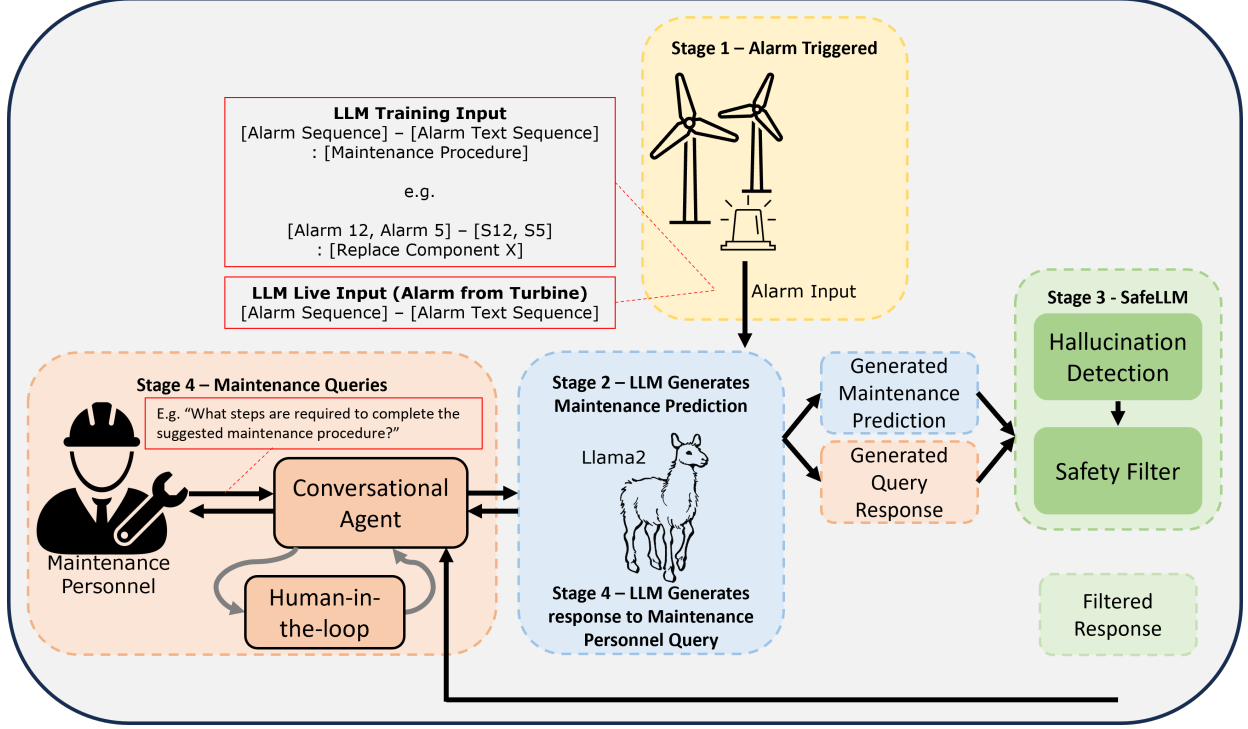 Stage 1 – Alarm Triggered
LLM Training Input
[Alarm Sequence] – [Alarm Text Sequence]
: [Maintenance Procedure]
e.g.
[Alarm 12, Alarm 5] – [S12, S5]
: [Replace Component X]
LLM Live Input (Alarm from Turbine)
[Alarm Sequence] – [Alarm Text Sequence]
Alarm Input
Stage 3 - SafeLLM
Hallucination
Detection
Safety Filter
Stage 4 – Maintenance Queries
E.g. “What steps are required to complete the
suggested maintenance procedure?”
Conversational
Agent
Maintenance
Personnel
Human-in-
the-loop
Stage 2 – LLM Generates
Maintenance Prediction
Llama2
Stage 4 – LLM Generates
response to Maintenance
Personnel Query
Generated
Maintenance
Prediction
Generated
Query
Response
Filtered
Response